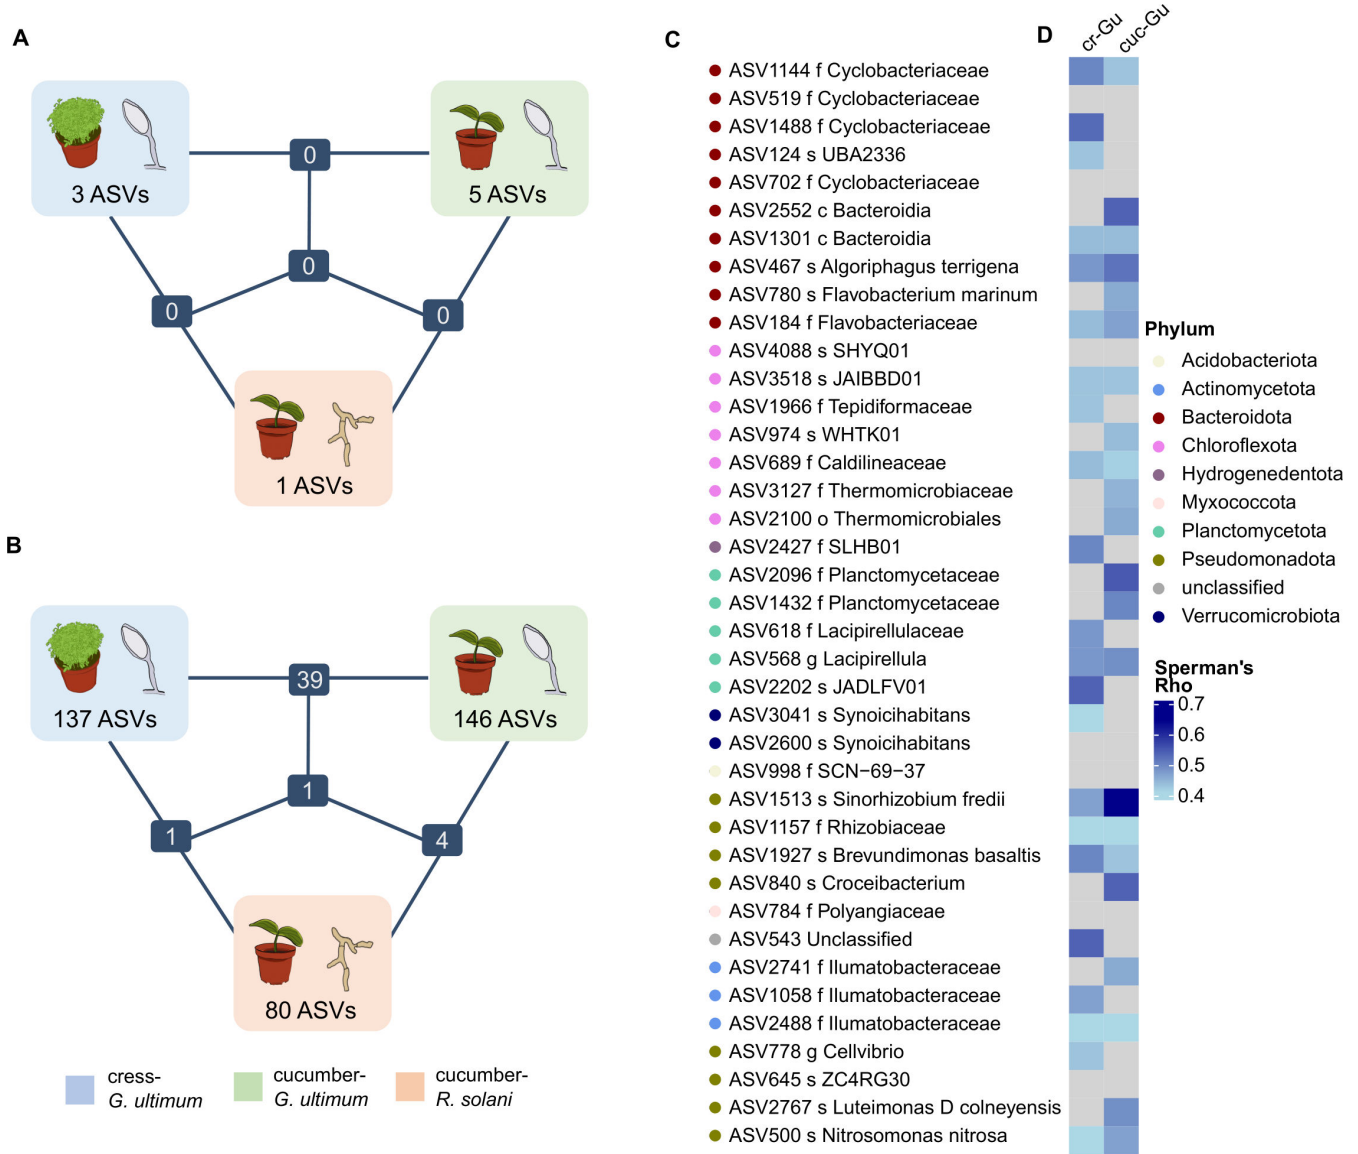 A
3 ASVs
5 ASVs
0
0
0
0
1 ASVs
B
137 ASVs
146 ASVs
39
1
1
4
80 ASVs
cress-
G. ultimum
cucumber-
G. ultimum
cucumber-
R. solani
C
ASV1144 f Cyclobacteriaceae
ASV519 f Cyclobacteriaceae
ASV1488 f Cyclobacteriaceae
ASV124 s UBA2336
ASV702 f Cyclobacteriaceae
ASV2552 c Bacteroidia
ASV1301 c Bacteroidia
ASV467 s Algoriphagus terrigena
ASV780 s Flavobacterium marinum
ASV184 f Flavobacteriaceae
ASV4088 s SHYQ01
ASV3518 s JAIBBD01
ASV1966 f Tepidiformaceae
ASV974 s WHTK01
ASV689 f Caldilineaceae
ASV3127 f Thermomicrobiaceae
ASV2100 o Thermomicrobiales
ASV2427 f SLHB01
ASV2096 f Planctomycetaceae
ASV1432 f Planctomycetaceae
ASV618 f Lacipirellulaceae
ASV568 g Lacipirellula
ASV2202 s JADLFV01
ASV3041 s Synoicihabitans
ASV2600 s Synoicihabitans
ASV998 f SCN−69−37
ASV1513 s Sinorhizobium fredii
ASV1157 f Rhizobiaceae
ASV1927 s Brevundimonas basaltis
ASV840 s Croceibacterium
ASV784 f Polyangiaceae
ASV543 Unclassified
ASV2741 f Ilumatobacteraceae
ASV1058 f Ilumatobacteraceae
ASV2488 f Ilumatobacteraceae
ASV778 g Cellvibrio
ASV645 s ZC4RG30
ASV2767 s Luteimonas D colneyensis
ASV500 s Nitrosomonas nitrosa
D
cr-Gu
cuc-Gu
Phylum
Acidobacteriota
Actinomycetota
Bacteroidota
Chloroflexota
Hydrogenedentota
Myxococcota
Planctomycetota
Pseudomonadota
unclassified
Verrucomicrobiota
Sperman's
Rho
0.7
0.6
0.5
0.4